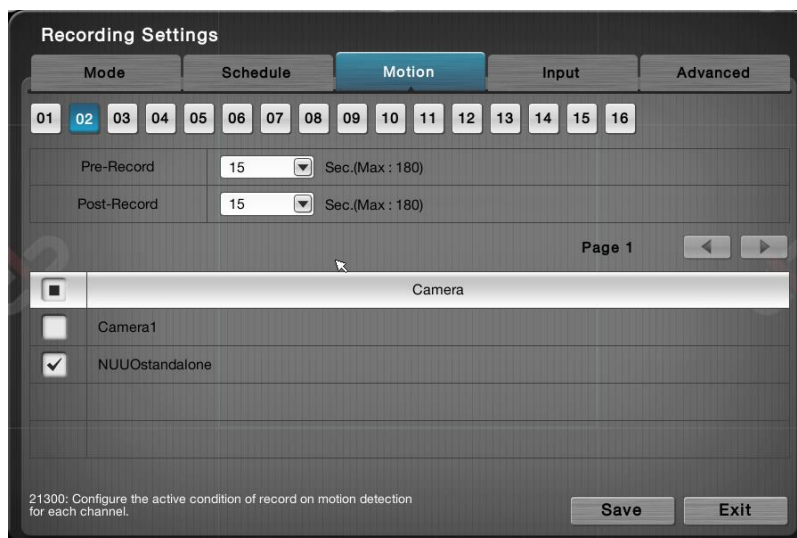 Recording Settings
Mode Schedule Motion Input Advanced
01 02 03 04 05 06 07 08 09 10 11 12 13 14 15 16
Pre-Record 15 Sec.(Max : 180)
Post-Record 15 Sec.(Max : 180)
Page 1
Camera
Camera1
NUUOstandalone
21300: Configure the active condition of record on motion detection
for each channel.
Save Exit